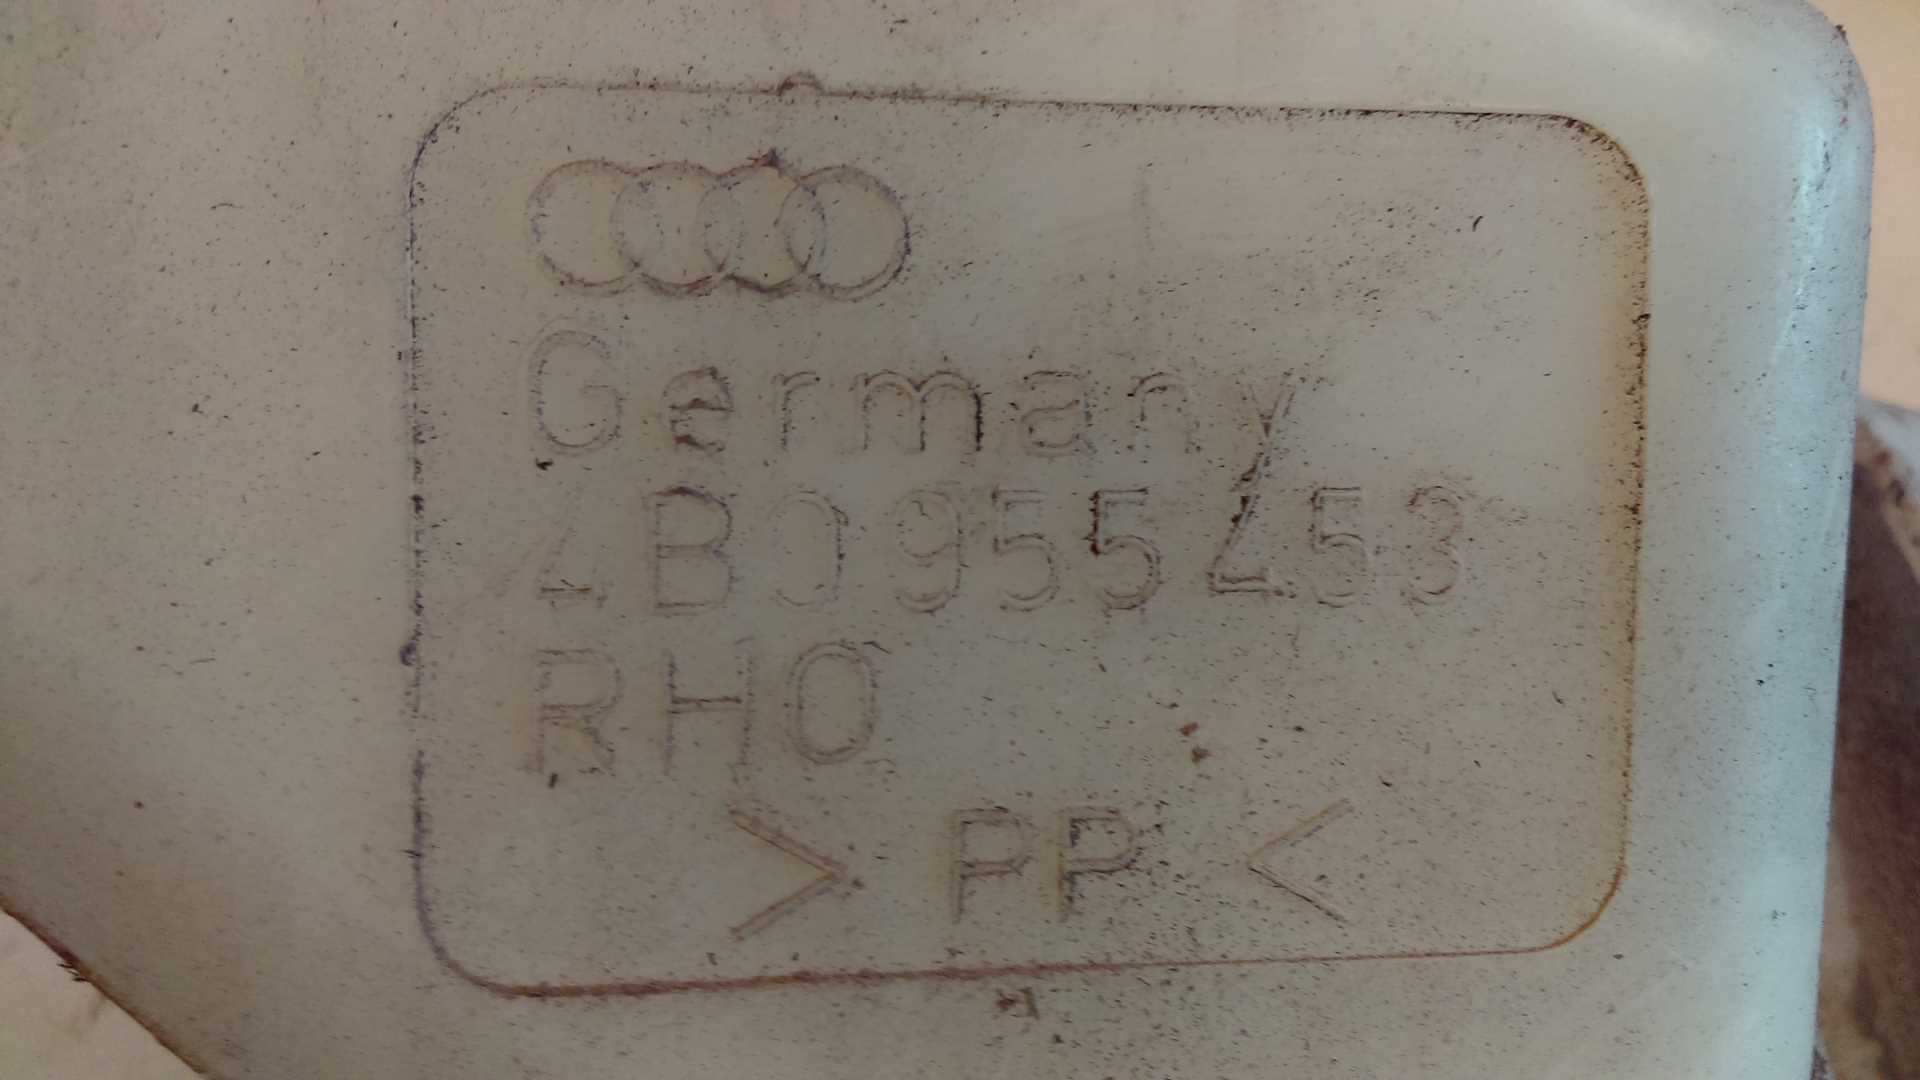 Germany
4B0955453
RHO
> PP <